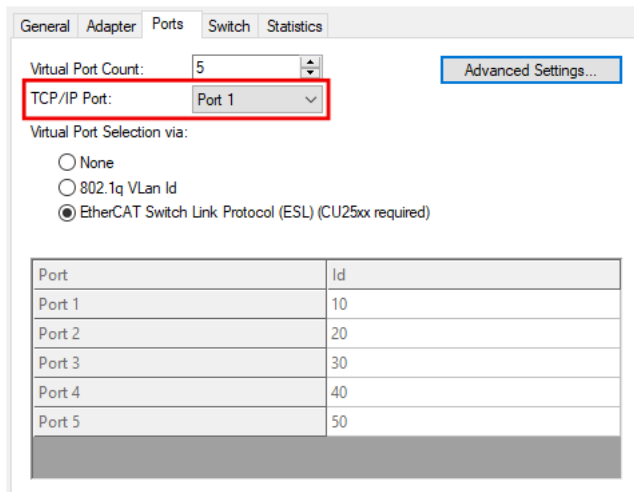 General Adapter Ports Switch Statistics
Virtual Port Count: 5 Advanced Settings...
TCP/IP Port: Port 1
Virtual Port Selection via:
None
802.1q VLan Id
EtherCAT Switch Link Protocol (ESL) (CU25xx required)
Port Id
Port 1 10
Port 2 20
Port 3 30
Port 4 40
Port 5 50